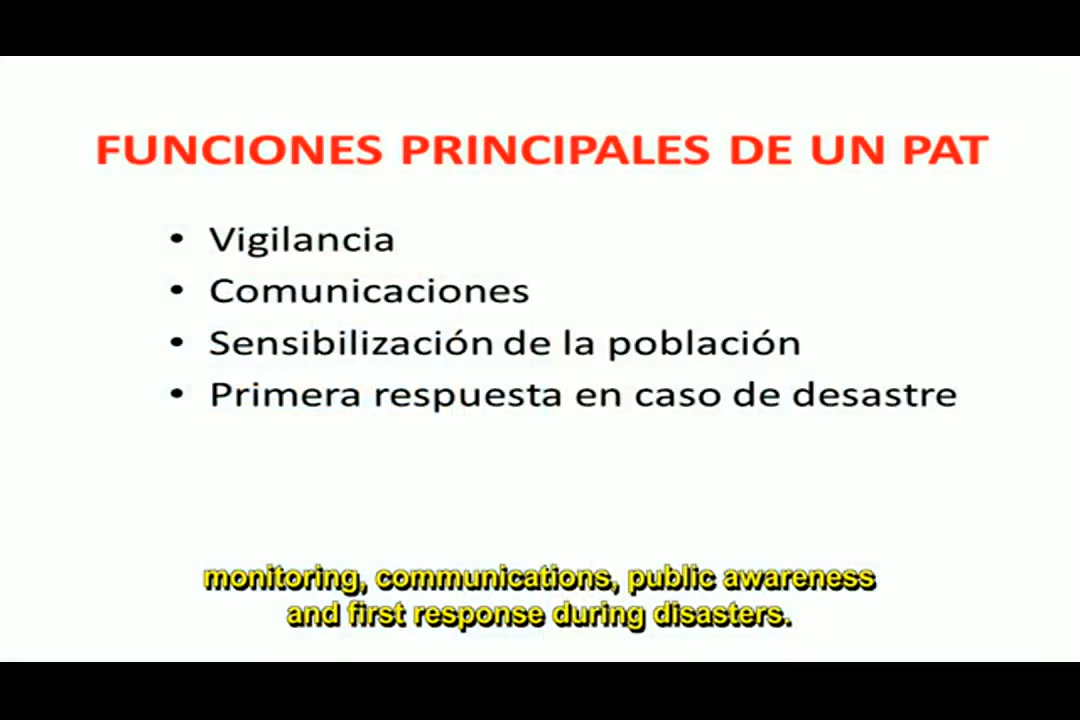 FUNCIONES PRINCIPALES DE UN PAT
• Vigilancia
• Comunicaciones
• Sensibilización de la población
• Primera respuesta en caso de desastre
monitoring, communications, public awareness
and first response during disasters.